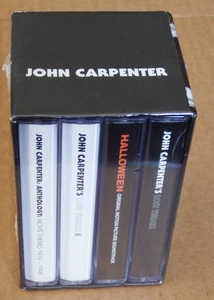 JOHN CARPENTER
JOHN CARPENTER: ANTHOLOGY: MOVIE THEMES 1974 - 1998
JOHN CARPENTER'S
II
HALLOWEEN
ORIGINAL MOTION PICTURE SOUNDTRACK
JOHN CARPENTER'S LOST THEMES